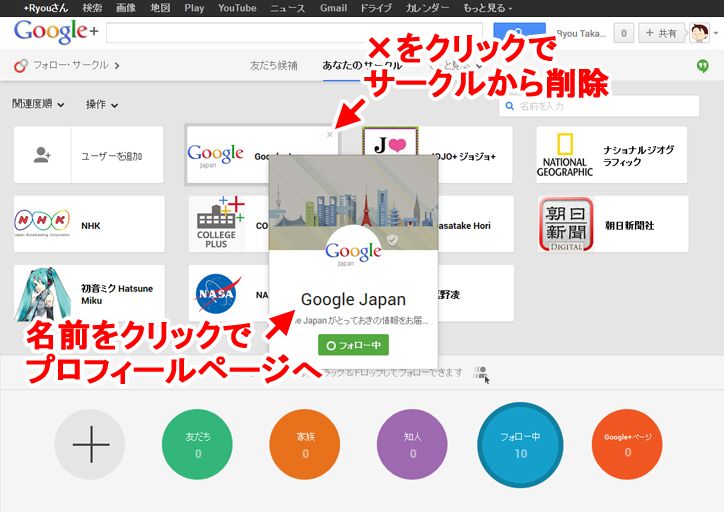 +Ryouさん 検索 画像 地図 Play YouTube ニュース Gmail ドライブ カレンダー もっと見る
Google+
Ryou Taka... 0 + 共有
フォロー・サークル 友だち候補 あなたのサークル
×をクリックで
サークルから削除
関連度順 操作 名前を入力
ユーザーを追加
Google
Japan
J
JOJO+ ジョジョ+
NATIONAL
GEOGRAPHIC
ナショナルジオグ
ラフィック
NHK
Japan Broadcasting Corporation
NHK
COLLEGE
PLUS
Masatake Hori
朝日
新聞
DIGITAL
朝日新聞社
初音ミク Hatsune
Miku
NASA
Google
Japan
Google Japan
Japan がとっておきの情報をお届...
フォロー中
名前をクリックで
プロフィールページへ
ドラッグ＆ドロップしてフォローできます
友だち
0
家族
0
知人
0
フォロー中
10
Google+ページ
0